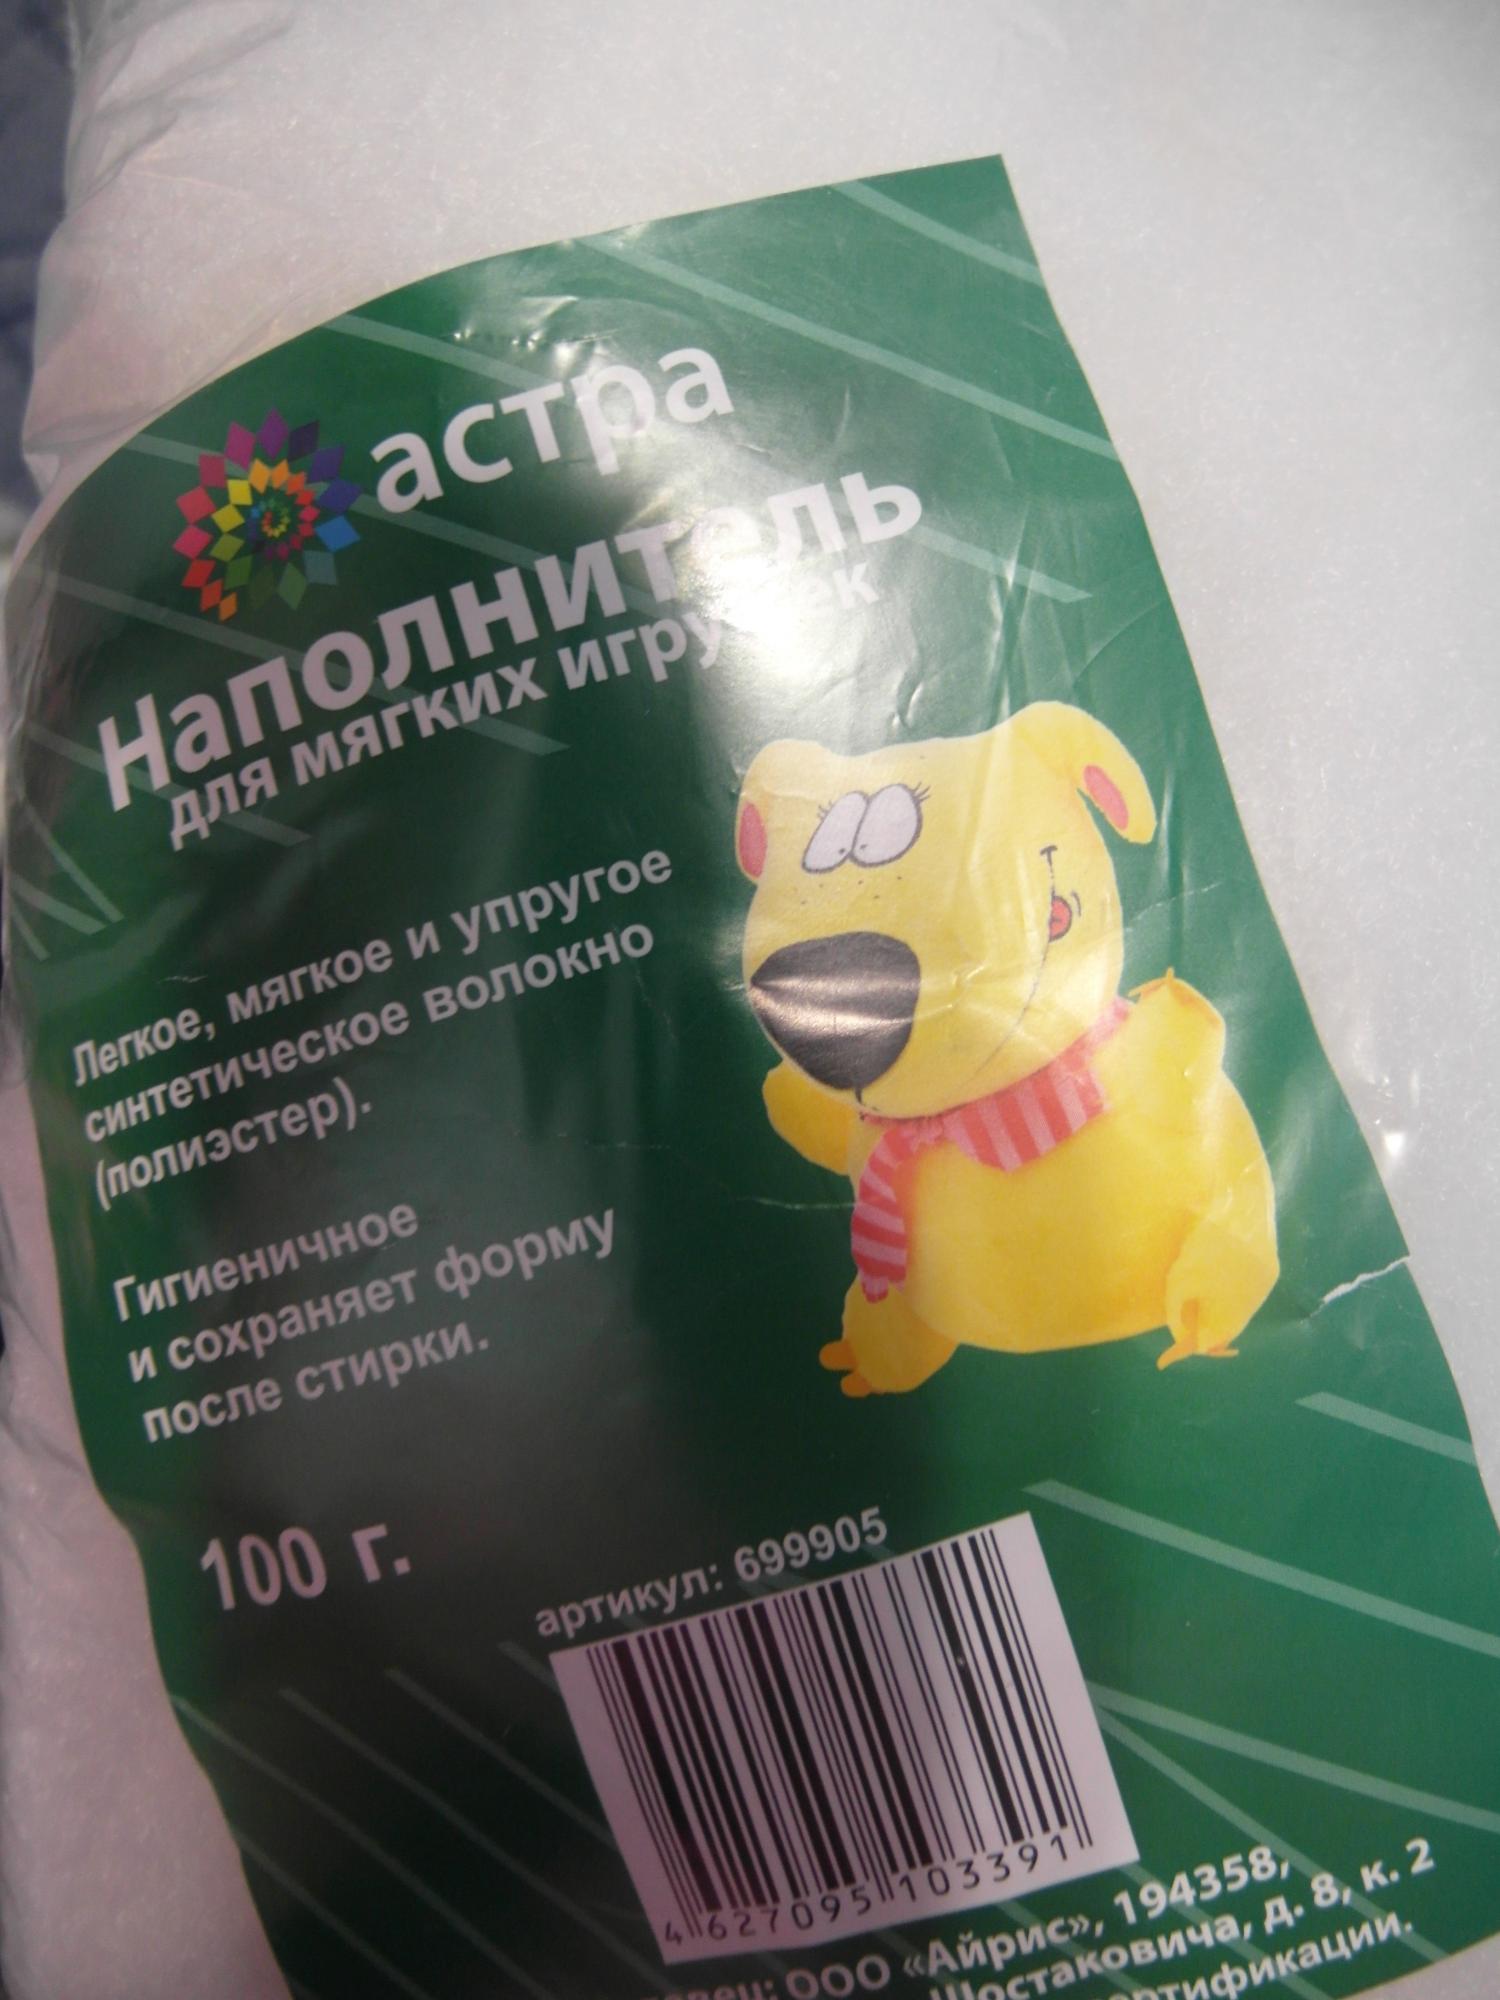 астра
Наполнитель
для мягких игрушек
Легкое, мягкое и упругое
синтетическое волокно
(полиэстер).
Гигиеничное
и сохраняет форму
после стирки.
100 г.
артикул: 699905
4 627095 103391
ООО «Айрис», 194358,
Шостаковича, д. 8, к. 2